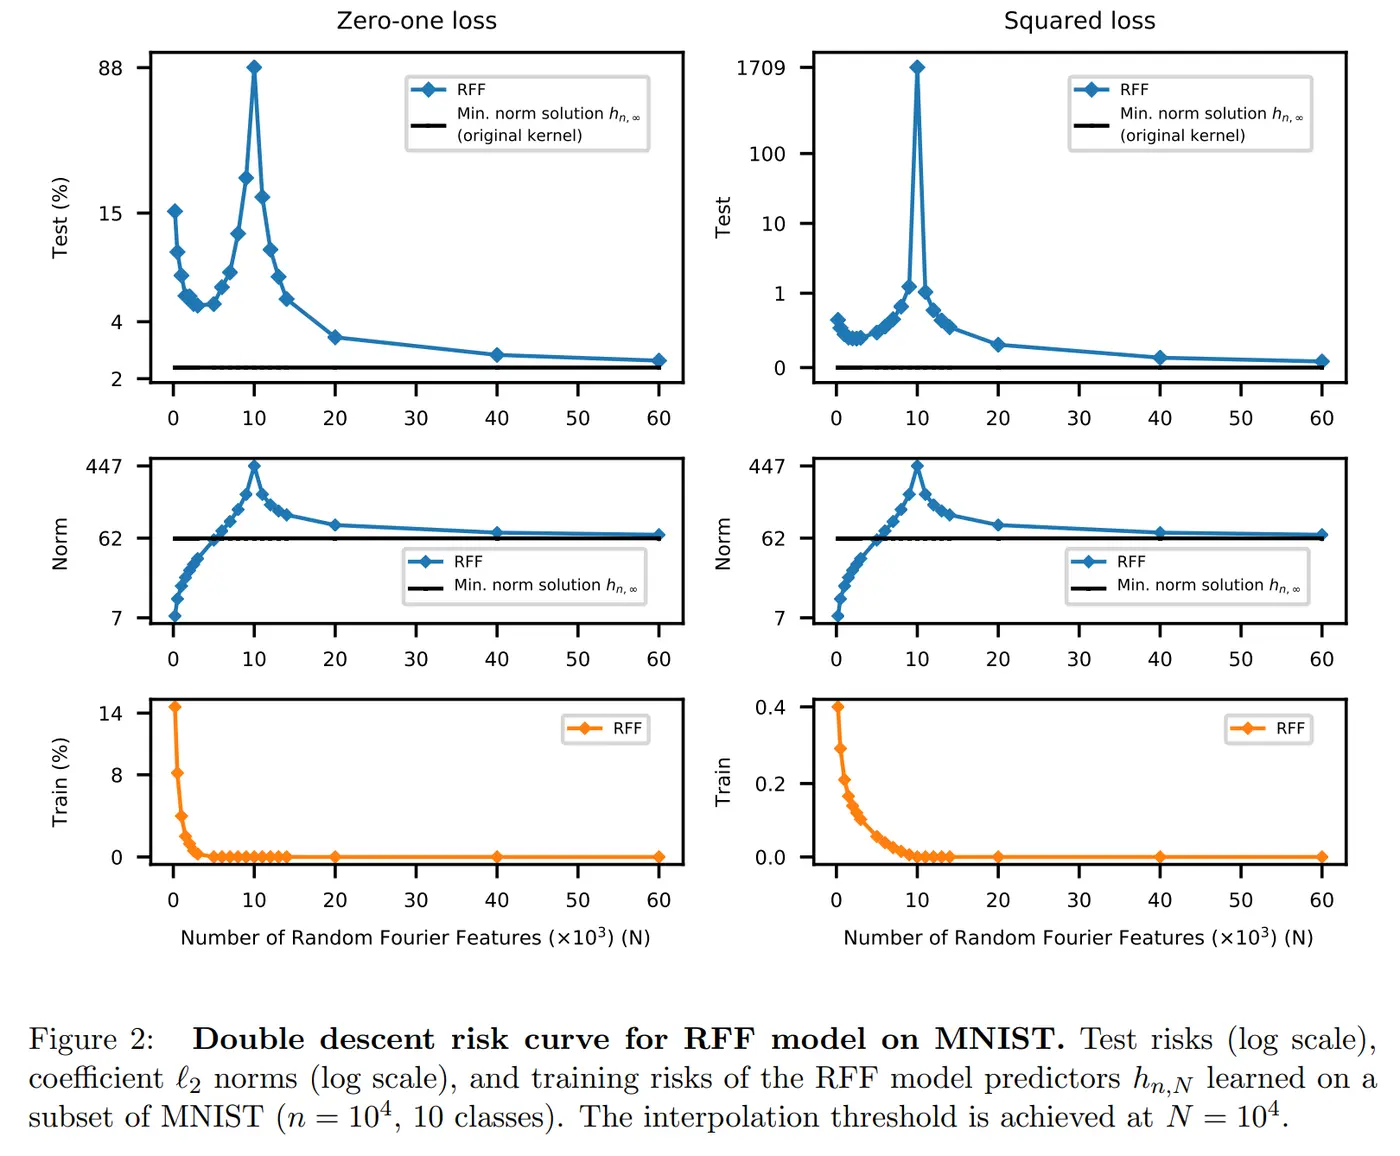 Zero-one loss
88
15
4
2
Test (%)
RFF
Min. norm solution hn,∞
(original kernel)
0 10 20 30 40 50 60
447
62
7
Norm
RFF
Min. norm solution hn,∞
0 10 20 30 40 50 60
14
8
0
Train (%)
RFF
0 10 20 30 40 50 60
Number of Random Fourier Features (×10³) (N)
Squared loss
1709
100
10
1
0
Test
RFF
Min. norm solution hn,∞
(original kernel)
0 10 20 30 40 50 60
447
62
7
Norm
RFF
Min. norm solution hn,∞
0 10 20 30 40 50 60
0.4
0.2
0.0
Train
RFF
0 10 20 30 40 50 60
Number of Random Fourier Features (×10³) (N)
Figure 2: Double descent risk curve for RFF model on MNIST. Test risks (log scale),
coefficient ℓ₂ norms (log scale), and training risks of the RFF model predictors hn,N learned on a
subset of MNIST (n = 10⁴, 10 classes). The interpolation threshold is achieved at N = 10⁴.